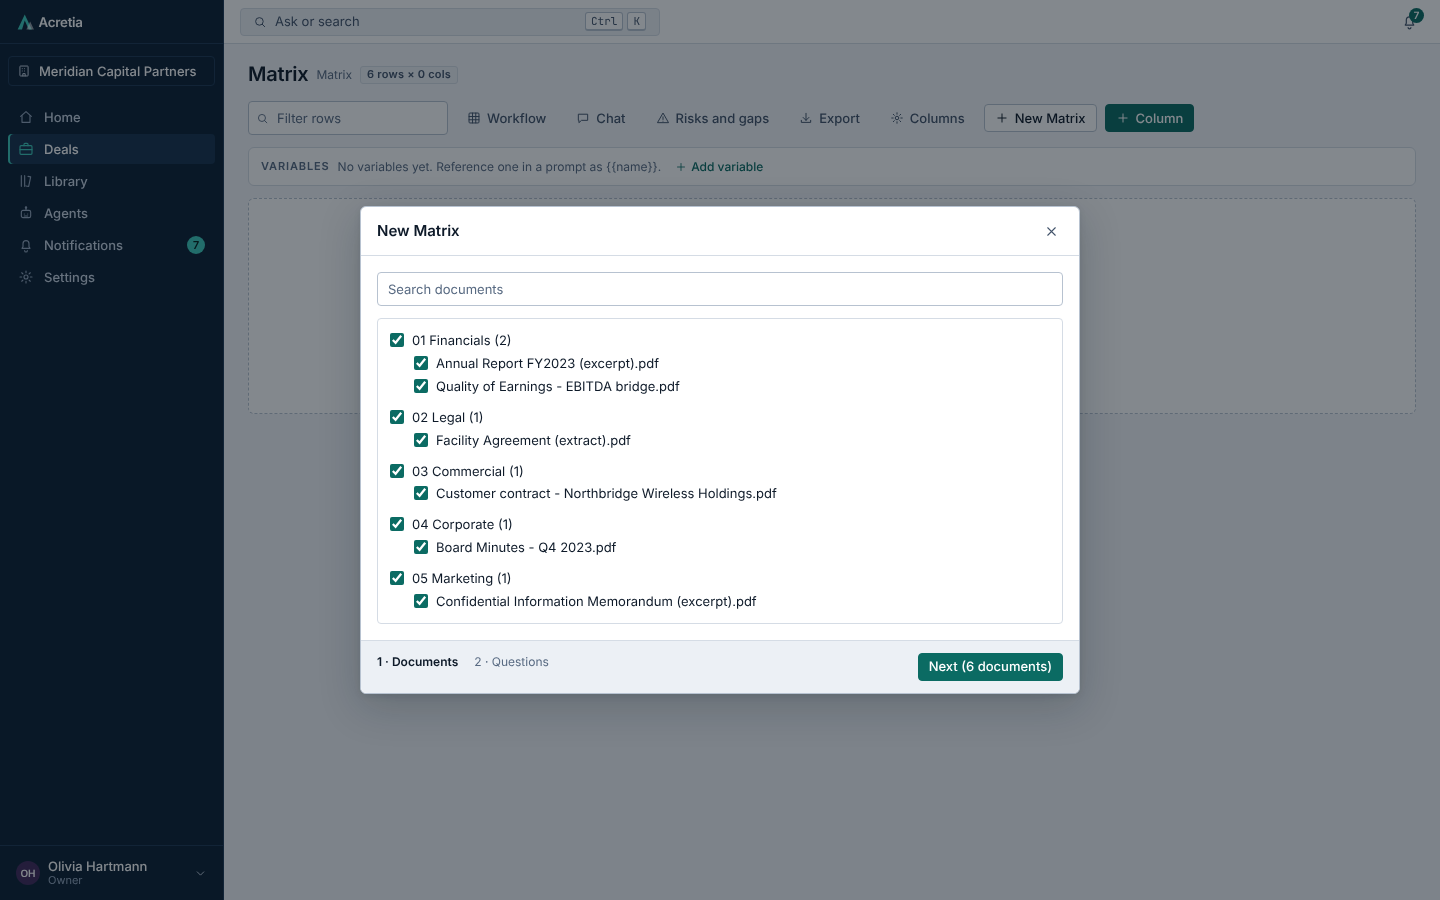 Acretia
Ask or search
Ctrl K
7
Meridian Capital Partners
Home
Deals
Library
Agents
Notifications 7
Settings
Matrix Matrix 6 rows × 0 cols
Filter rows
Workflow
Chat
Risks and gaps
Export
Columns
New Matrix
Column
VARIABLES No variables yet. Reference one in a prompt as {{name}}. Add variable
New Matrix
Search documents
01 Financials (2)
Annual Report FY2023 (excerpt).pdf
Quality of Earnings - EBITDA bridge.pdf
02 Legal (1)
Facility Agreement (extract).pdf
03 Commercial (1)
Customer contract - Northbridge Wireless Holdings.pdf
04 Corporate (1)
Board Minutes - Q4 2023.pdf
05 Marketing (1)
Confidential Information Memorandum (excerpt).pdf
1 · Documents 2 · Questions
Next (6 documents)
OH
Olivia Hartmann
Owner